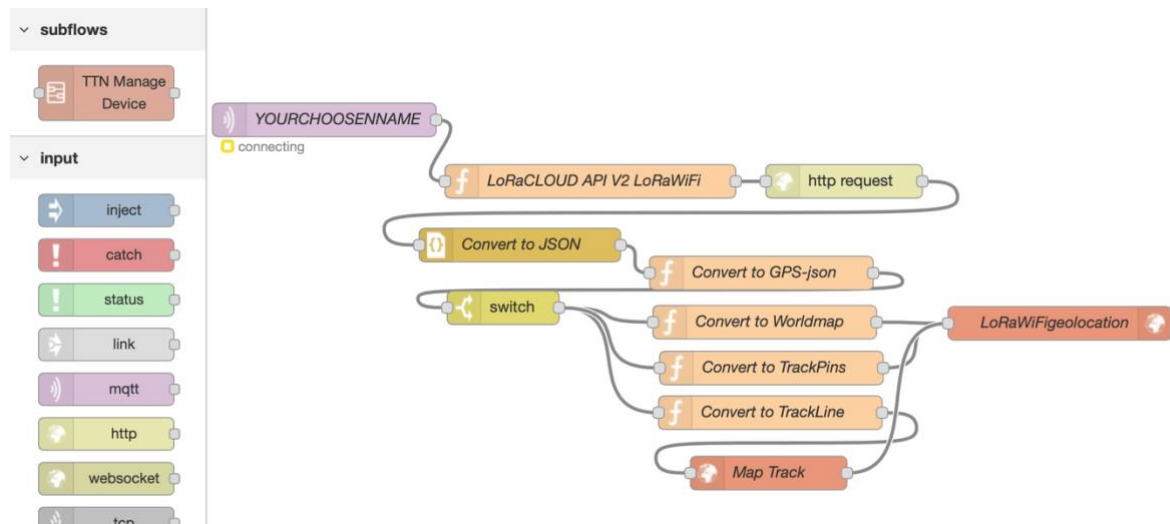 subflows
TTN Manage
Device
input
inject
catch
status
link
mqtt
http
websocket
tcp
YOURCHOOSENNAME
connecting
LoRaCLOUD API V2 LoRaWiFi
http request
Convert to JSON
Convert to GPS-json
switch
Convert to Worldmap
LoRaWiFigeolocation
Convert to TrackPins
Convert to TrackLine
Map Track